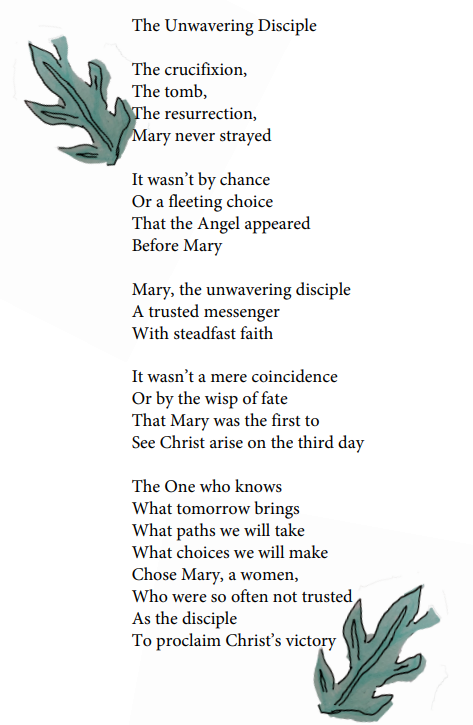 The Unwavering Disciple
The crucifixion,
The tomb,
The resurrection,
Mary never strayed
It wasn’t by chance
Or a fleeting choice
That the Angel appeared
Before Mary
Mary, the unwavering disciple
A trusted messenger
With steadfast faith
It wasn’t a mere coincidence
Or by the wisp of fate
That Mary was the first to
See Christ arise on the third day
The One who knows
What tomorrow brings
What paths we will take
What choices we will make
Chose Mary, a women,
Who were so often not trusted
As the disciple
To proclaim Christ’s victory